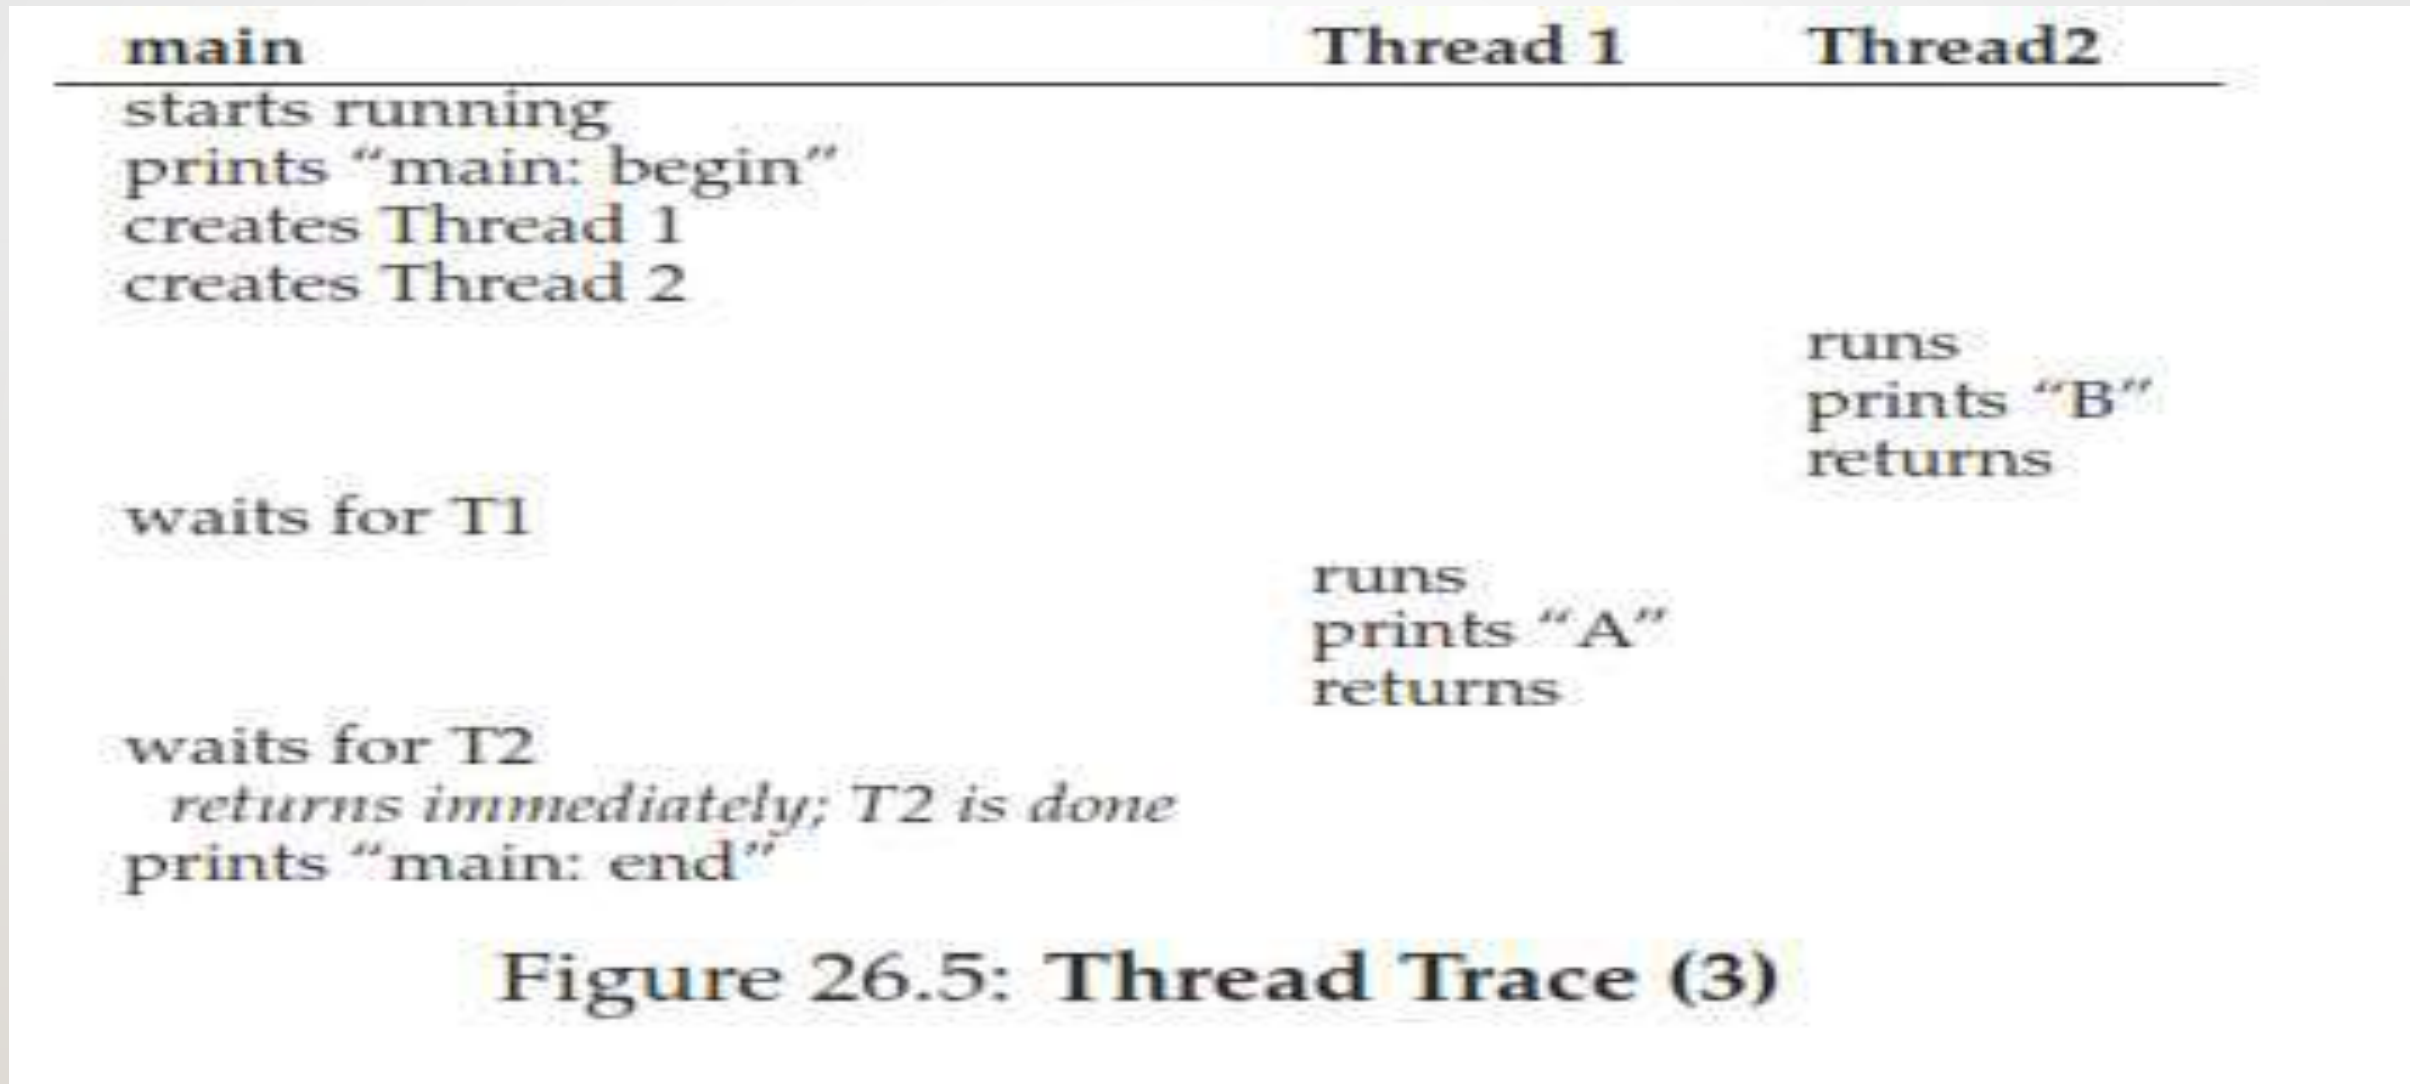 main Thread 1 Thread2
starts running
prints “main: begin”
creates Thread 1
creates Thread 2
runs
prints “B”
returns
waits for T1
runs
prints “A”
returns
waits for T2
returns immediately; T2 is done
prints “main: end”
Figure 26.5: Thread Trace (3)